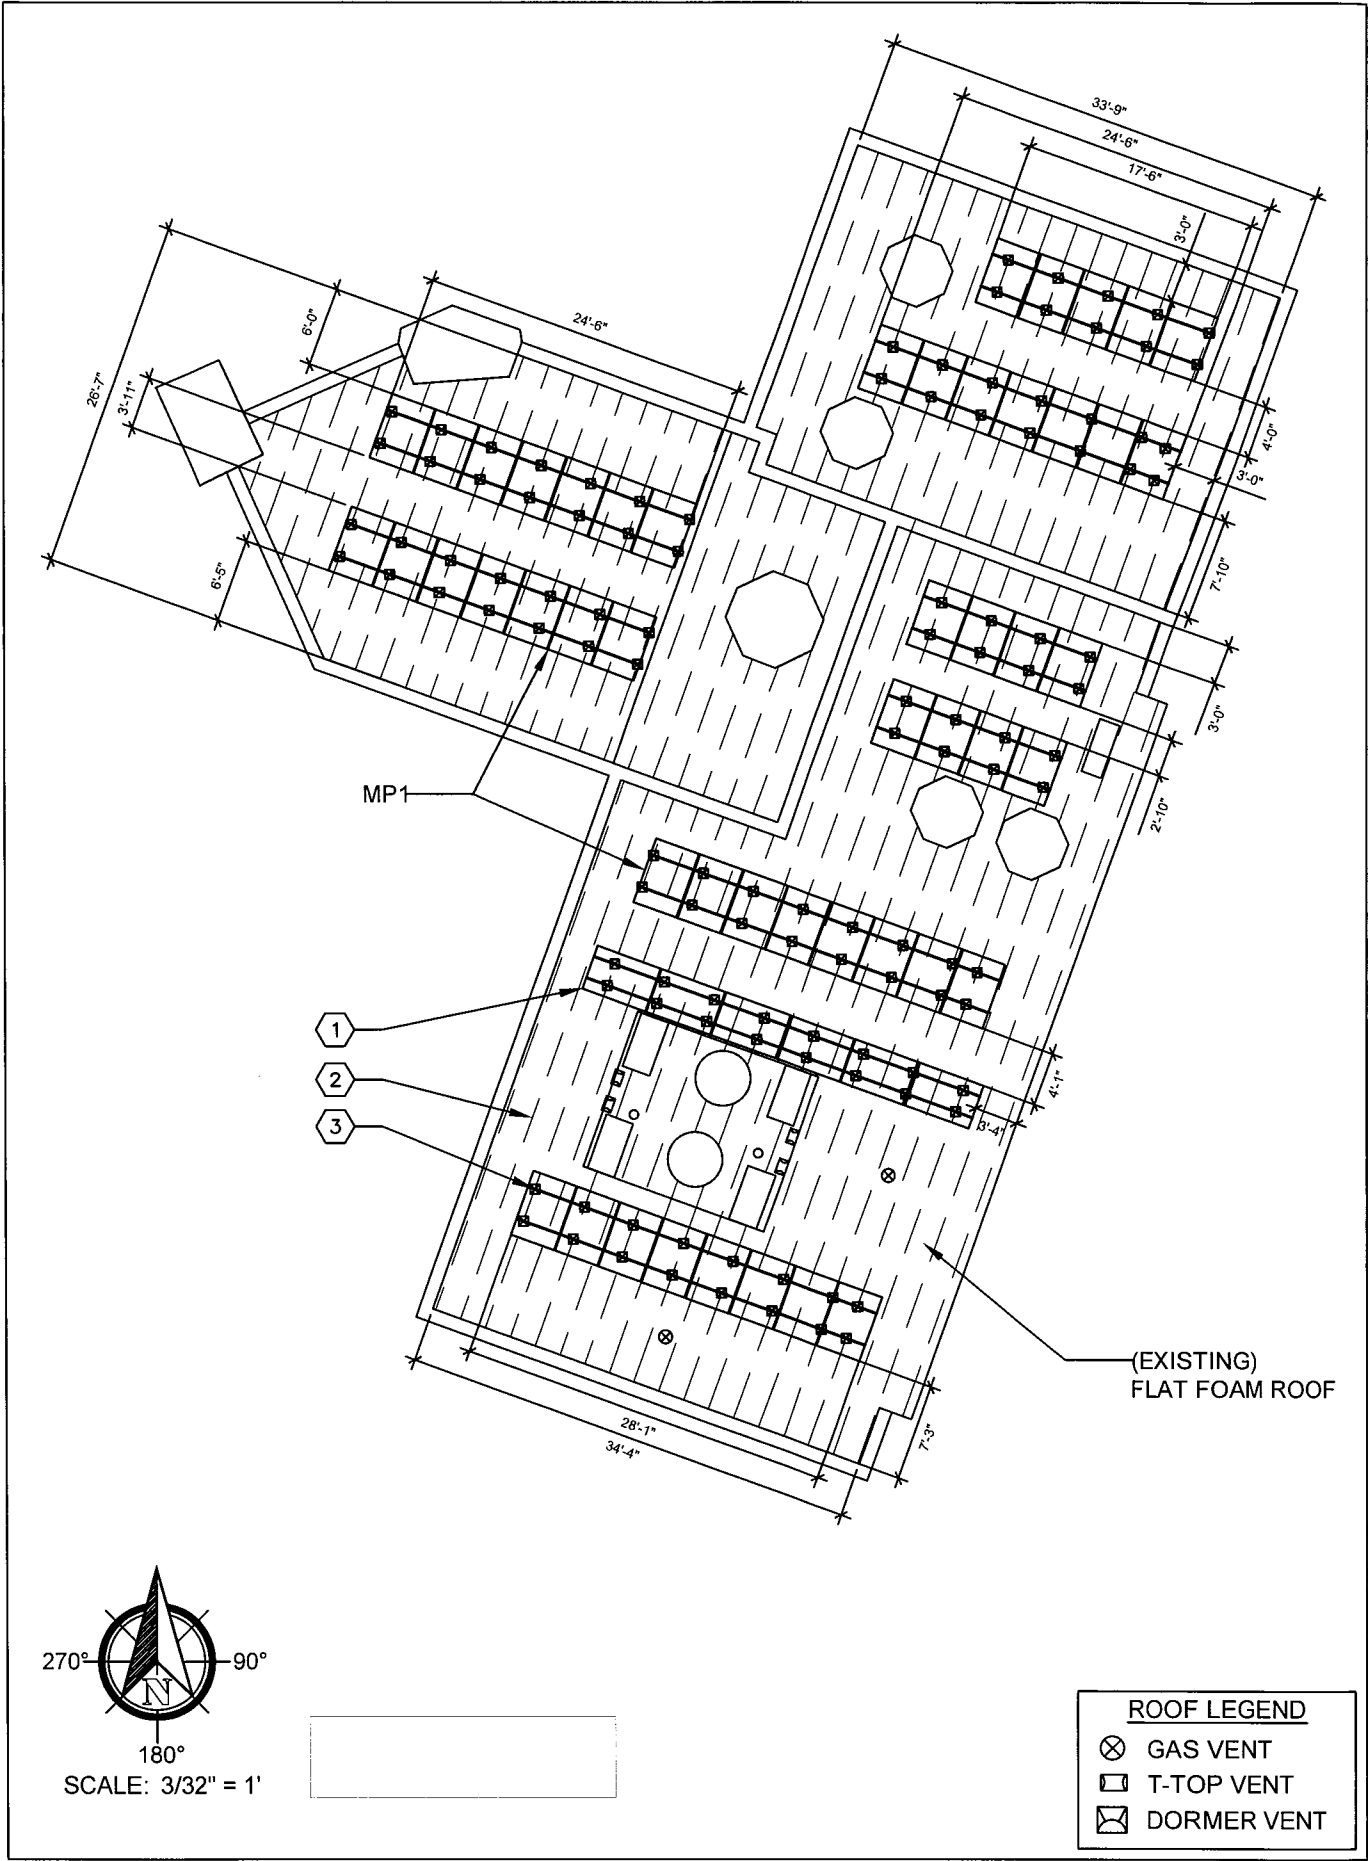 33'-9"
24'-6"
17'-6"
3'-0"
24'-6"
6'-0"
26'-7"
3'-11"
4'-0"
3'-0"
6'-5"
7'-10"
3'-0"
2'-10"
MP1
1
2
3
4'-1"
3'-4"
(EXISTING)
FLAT FOAM ROOF
28'-1"
34'-4"
7'-3"
270°
90°
N
180°
SCALE: 3/32" = 1'
ROOF LEGEND
GAS VENT
T-TOP VENT
DORMER VENT